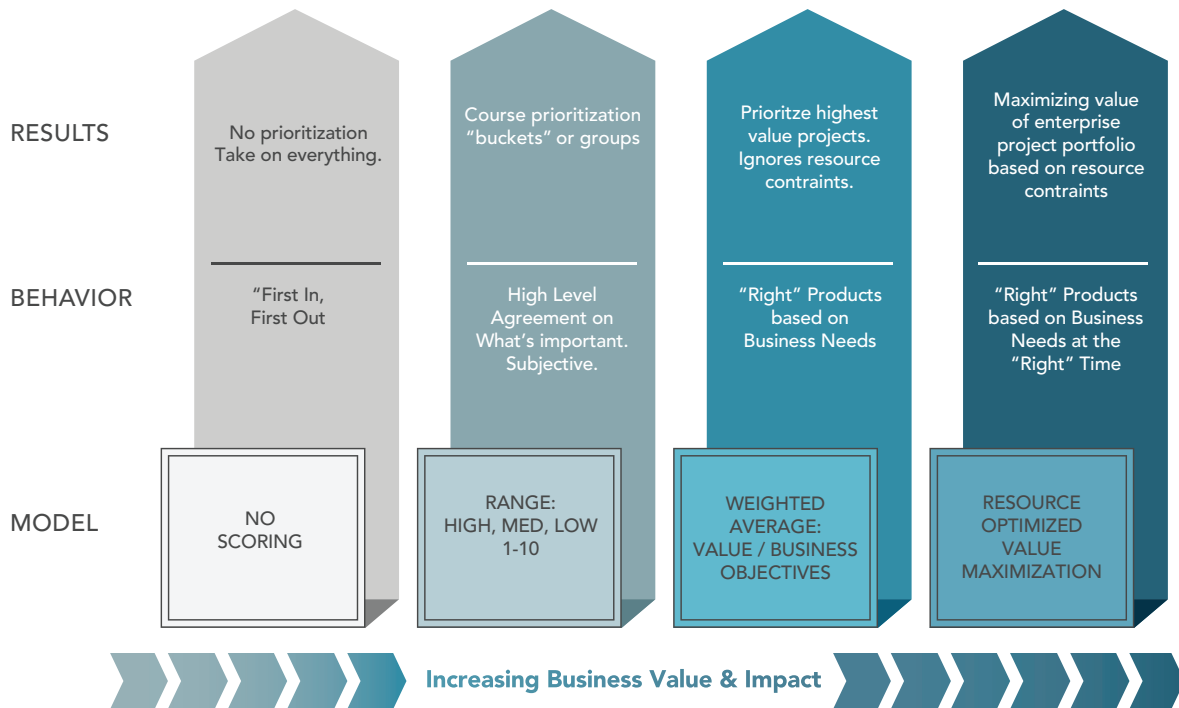 RESULTS
No prioritization
Take on everything.
Course prioritization
“buckets” or groups
Prioritze highest
value projects.
Ignores resource
contraints.
Maximizing value
of enterprise
project portfolio
based on resource
contraints
BEHAVIOR
“First In,
First Out
High Level
Agreement on
What’s important.
Subjective.
“Right” Products
based on
Business Needs
“Right” Products
based on Business
Needs at the
“Right” Time
MODEL
NO
SCORING
RANGE:
HIGH, MED, LOW
1-10
WEIGHTED
AVERAGE:
VALUE / BUSINESS
OBJECTIVES
RESOURCE
OPTIMIZED
VALUE
MAXIMIZATION
Increasing Business Value & Impact